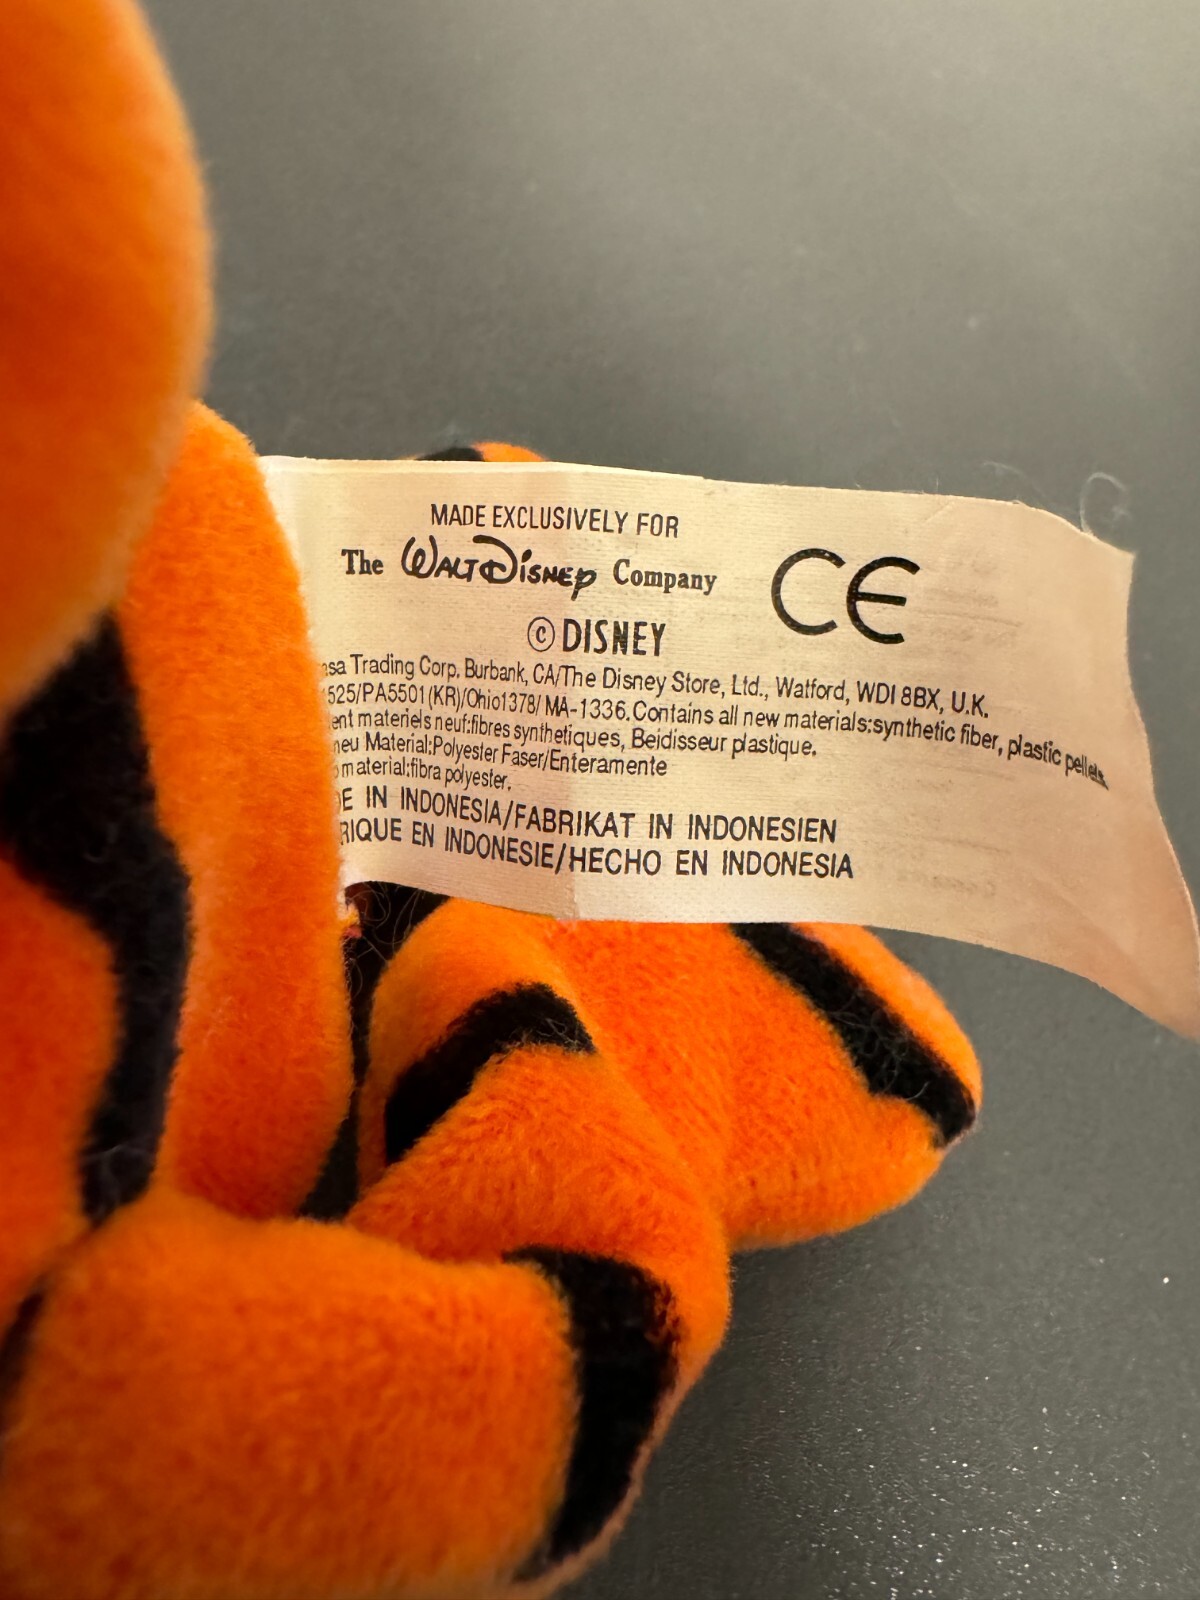 MADE EXCLUSIVELY FOR
The WALT DISNEY Company
CE
© DISNEY
Trading Corp. Burbank, CA/The Disney Store, Ltd., Watford, WDI 8BX, U.K.
525/PA5501(KR)/Ohio1378/ MA-1336.Contains all new materials:synthetic fiber, plastic pellets.
ent materiels neuf:fibres synthetiques, Beidisseur plastique.
neu Material:Polyester Faser/Enteramente
material:fibra polyester.
E IN INDONESIA/FABRIKAT IN INDONESIEN
RIQUE EN INDONESIE/HECHO EN INDONESIA